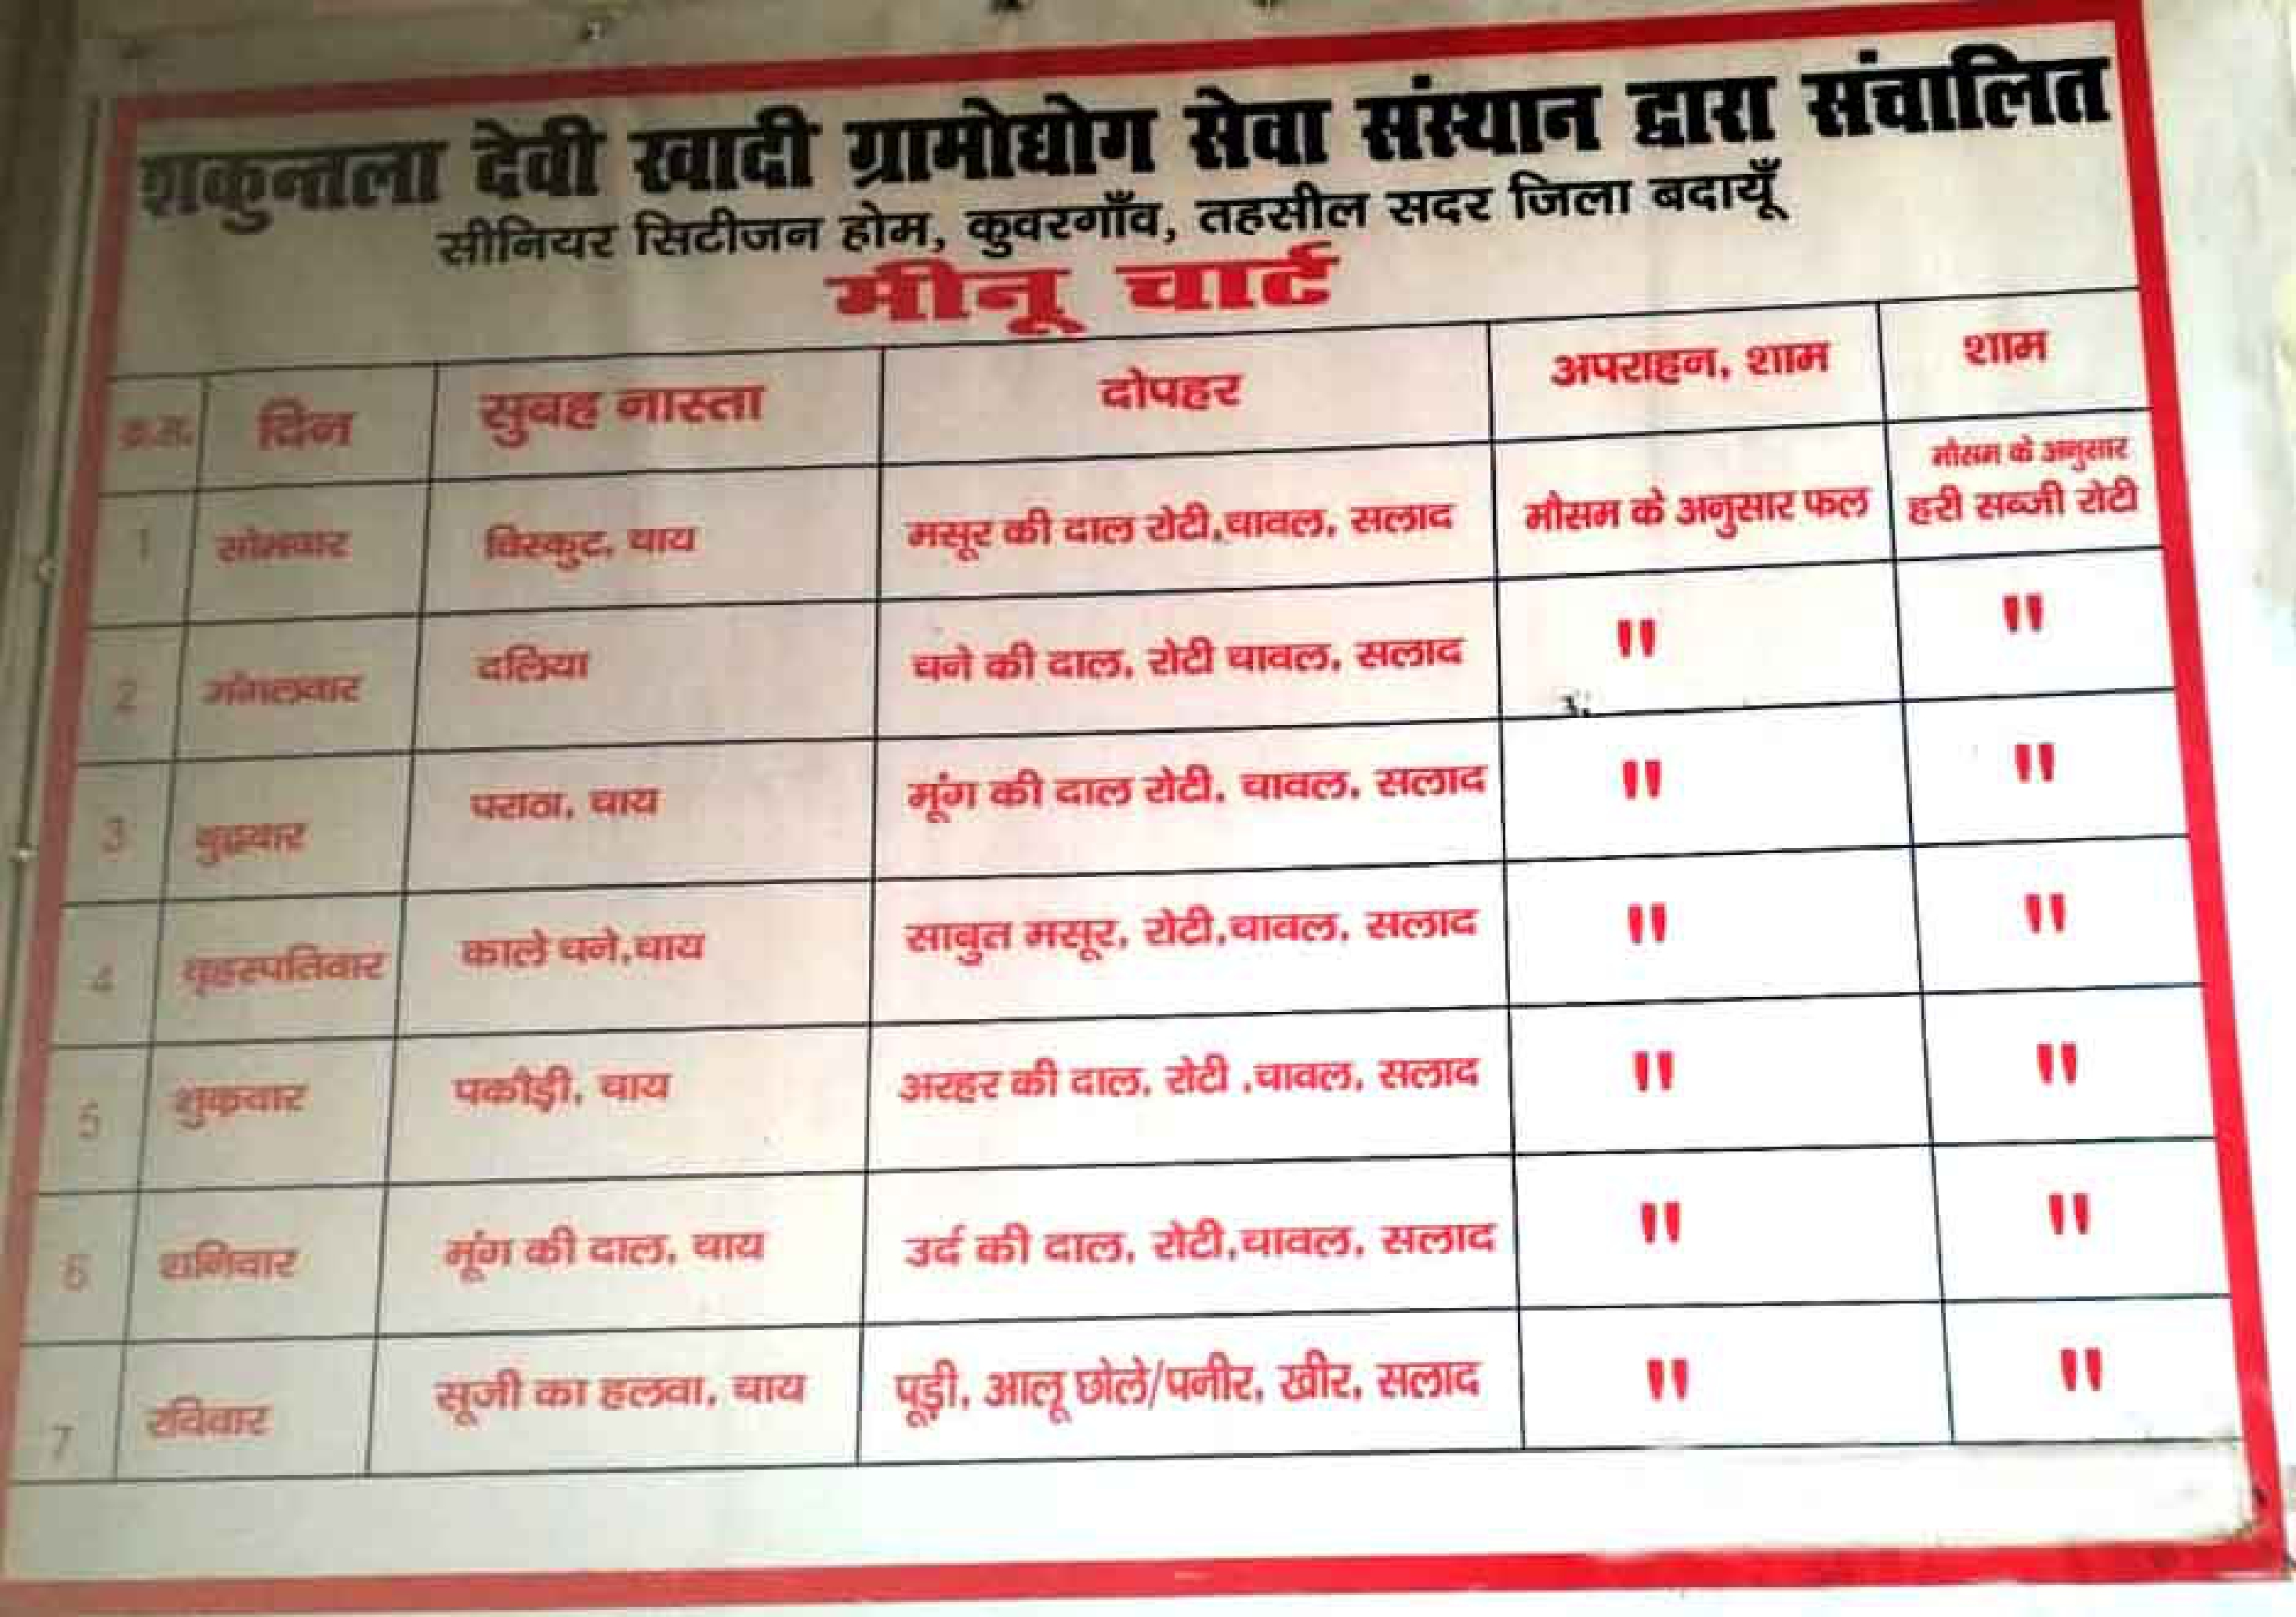 शकुन्तला देवी खादी ग्रामोद्योग सेवा संस्थान द्वारा संचालित
सीनियर सिटीजन होम, कुवरगाँव, तहसील सदर जिला बदायूँ
मीनू चार्ट
क्र.स. दिन सुबह नास्ता दोपहर अपराहन, शाम शाम
1 सोमवार विस्कुट, चाय मसूर की दाल रोटी,चावल, सलाद मौसम के अनुसार फल मौसम के अनुसार
हरी सब्जी रोटी
2 मंगलवार दलिया चने की दाल, रोटी चावल, सलाद " "
3 बुद्धवार पराठा, चाय मूंग की दाल रोटी, चावल, सलाद " "
4 वृहस्पतिवार काले चने,चाय साबुत मसूर, रोटी,चावल, सलाद " "
5 शुक्रवार पकौड़ी, चाय अरहर की दाल, रोटी ,चावल, सलाद " "
6 शनिवार मूंग की दाल, चाय उर्द की दाल, रोटी,चावल, सलाद " "
7 रविवार सूजी का हलवा, चाय पूड़ी, आलू छोले/पनीर, खीर, सलाद " "